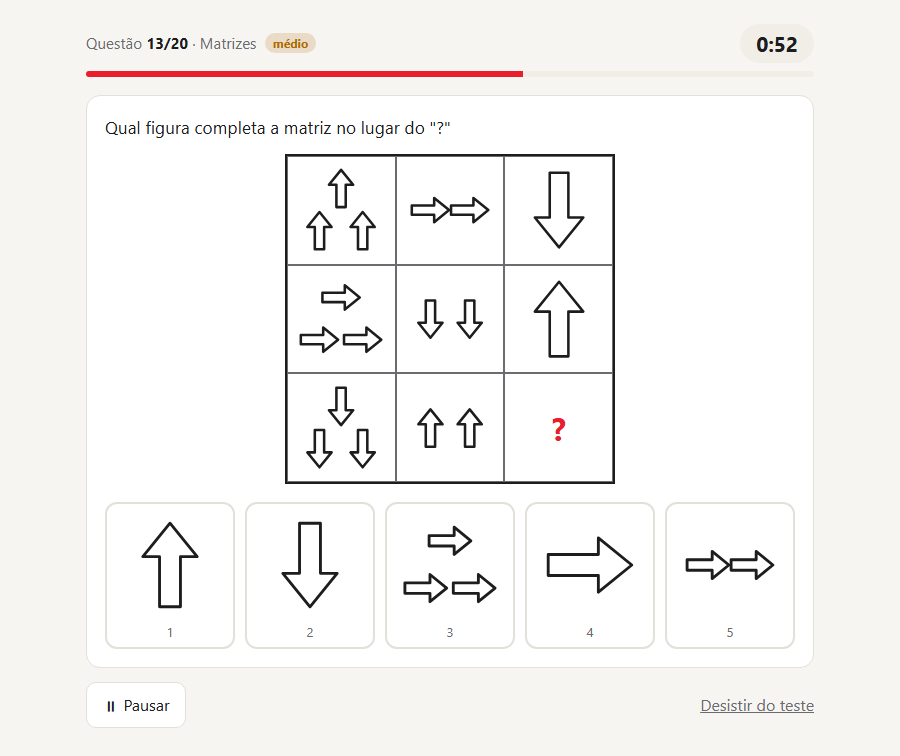 Questão 13/20 · Matrizes médio 0:52
Qual figura completa a matriz no lugar do "?"
?
1 2 3 4 5
Pausar Desistir do teste